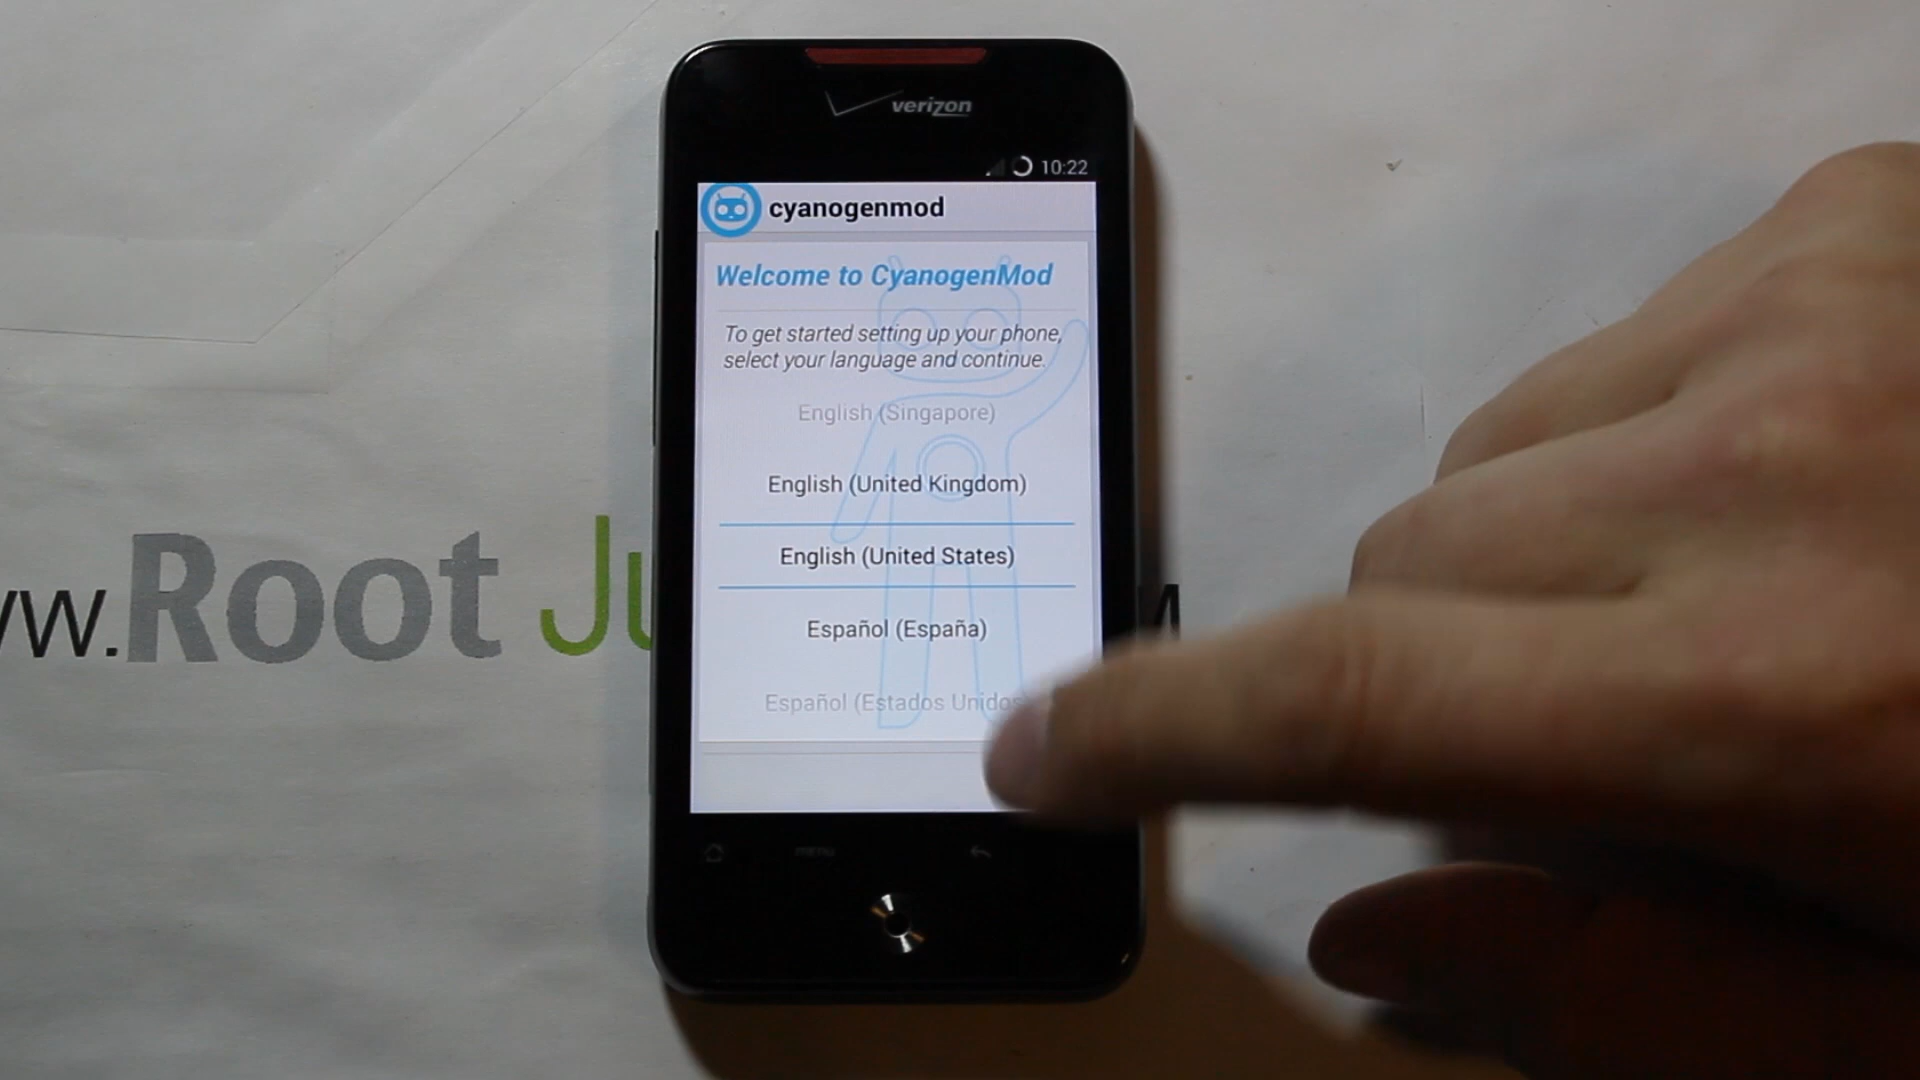 verizon
10:22
cyanogenmod
Welcome to CyanogenMod
To get started setting up your phone,
select your language and continue.
English (Singapore)
English (United Kingdom)
English (United States)
Español (España)
Español (Estados Unidos
menu
w.Root Ju